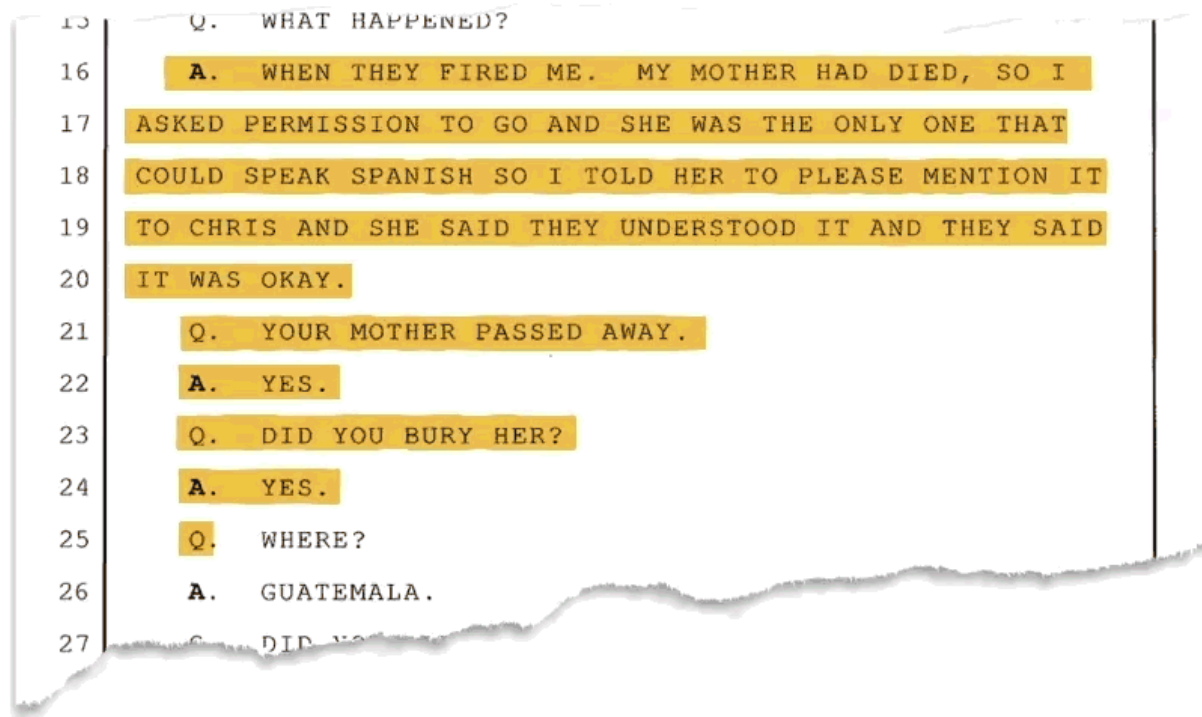 15 Q. WHAT HAPPENED?
16 A. WHEN THEY FIRED ME. MY MOTHER HAD DIED, SO I
17 ASKED PERMISSION TO GO AND SHE WAS THE ONLY ONE THAT
18 COULD SPEAK SPANISH SO I TOLD HER TO PLEASE MENTION IT
19 TO CHRIS AND SHE SAID THEY UNDERSTOOD IT AND THEY SAID
20 IT WAS OKAY.
21 Q. YOUR MOTHER PASSED AWAY.
22 A. YES.
23 Q. DID YOU BURY HER?
24 A. YES.
25 Q. WHERE?
26 A. GUATEMALA.
27 Q. DID